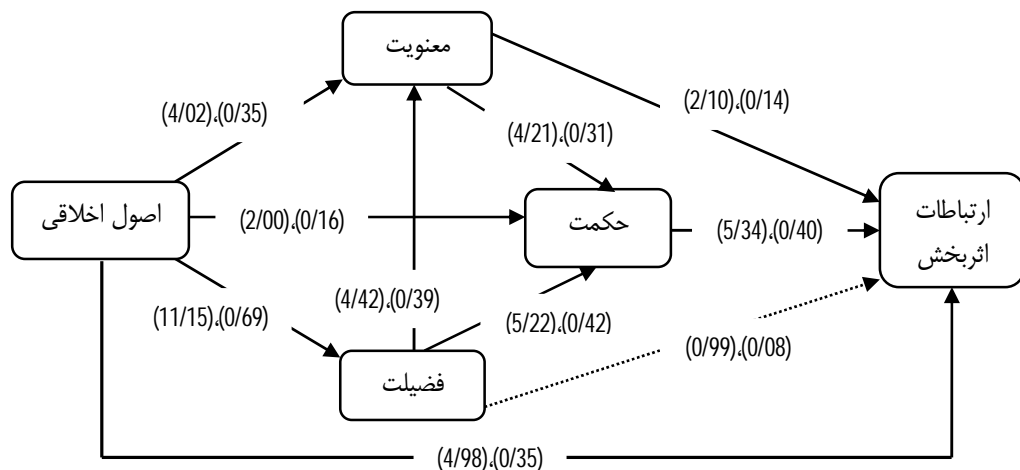 معنویت
(4/02)،(0/35)
(2/10)،(0/14)
(4/21)،(0/31)
اصول اخلاقی
(2/00)،(0/16)
حکمت
(5/34)،(0/40)
ارتباطات
اثربخش
(11/15)،(0/69)
(4/42)،(0/39)
(5/22)،(0/42)
(0/99)،(0/08)
فضیلت
(4/98)،(0/35)